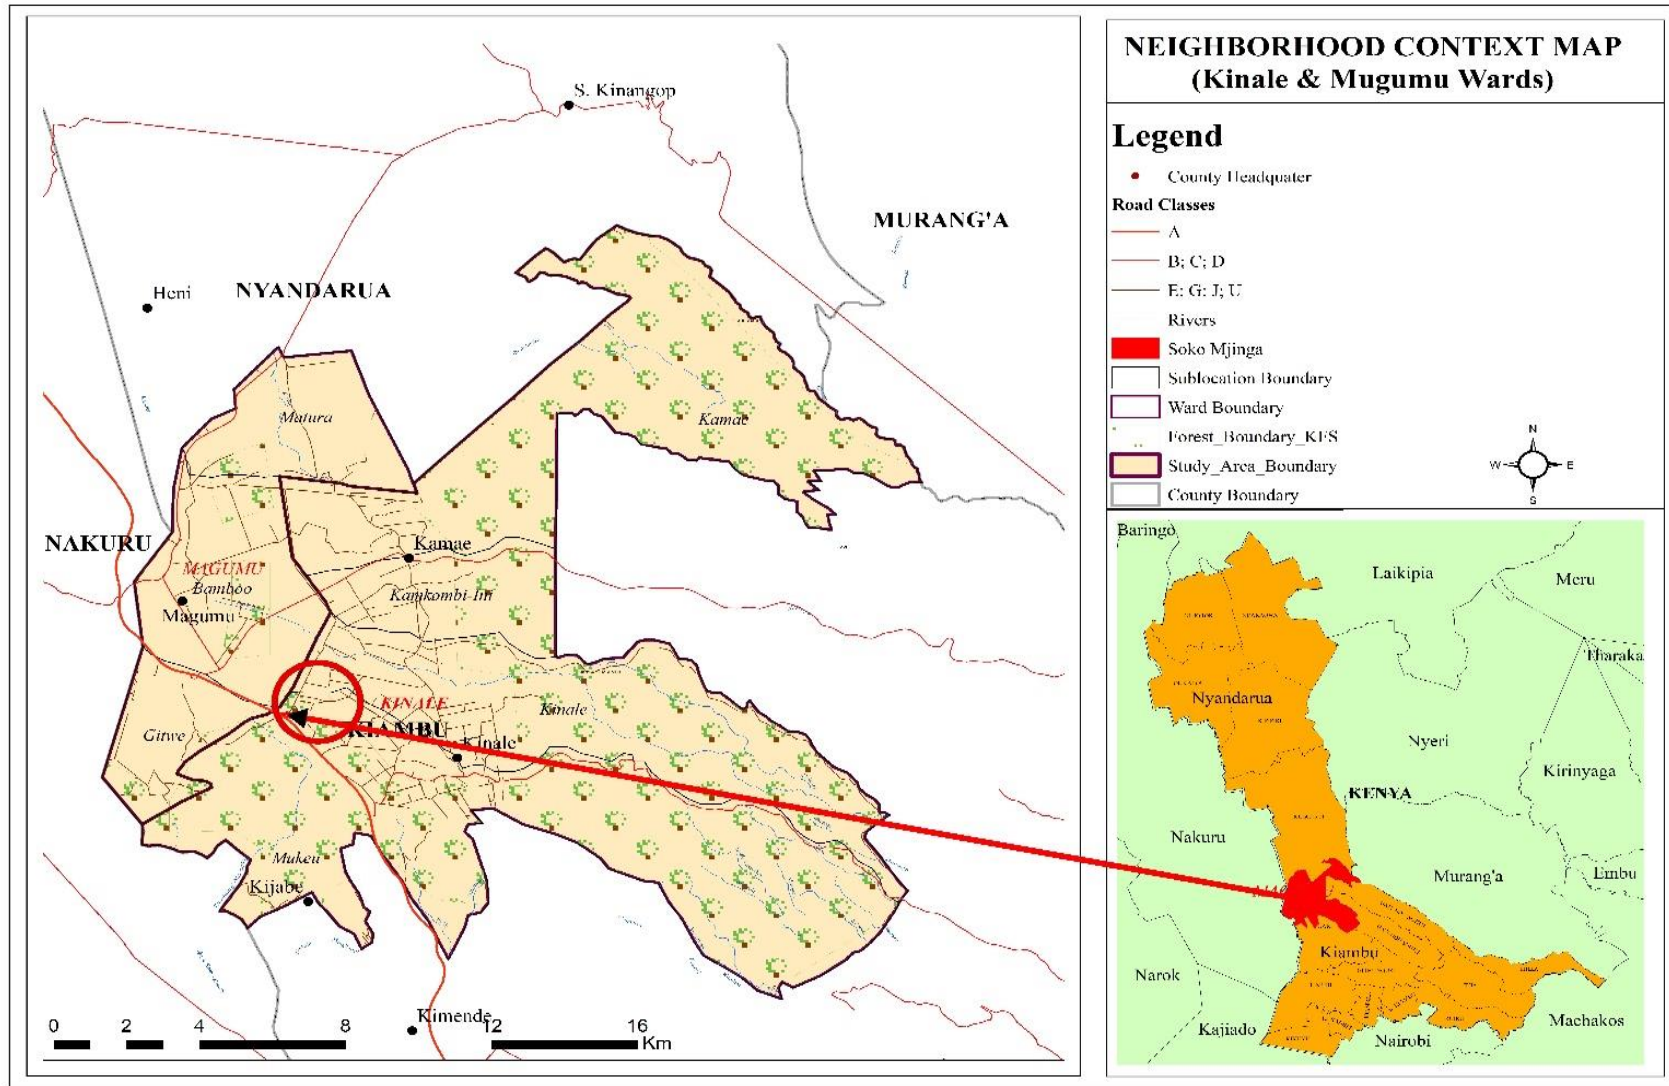 NEIGHBORHOOD CONTEXT MAP
(Kinale & Mugumu Wards)
Legend
County Headquater
Road Classes
A
B; C; D
E; G; J; U
Rivers
Soko Mjinga
Sublocation Boundary
Ward Boundary
Forest_Boundary_KFS
Study_Area_Boundary
County Boundary
N
W E
S
S. Kinangop
MURANG'A
Heni
NYANDARUA
Matura
Kamae
NAKURU
Kamae
MAGUMU
Bamboo
Magumu
KINALE
Kinale
Gitwe
KIAMBU
Kinale
Mukeu
Kijabe
Kimende
0 2 4 8 12 16
Km
Baringo
Laikipia
Meru
Tharaka
Nyandarua
Nyeri
Kirinyaga
KENYA
Nakuru
Murang'a
Embu
Kiambu
Narok
Kajiado
Nairobi
Machakos